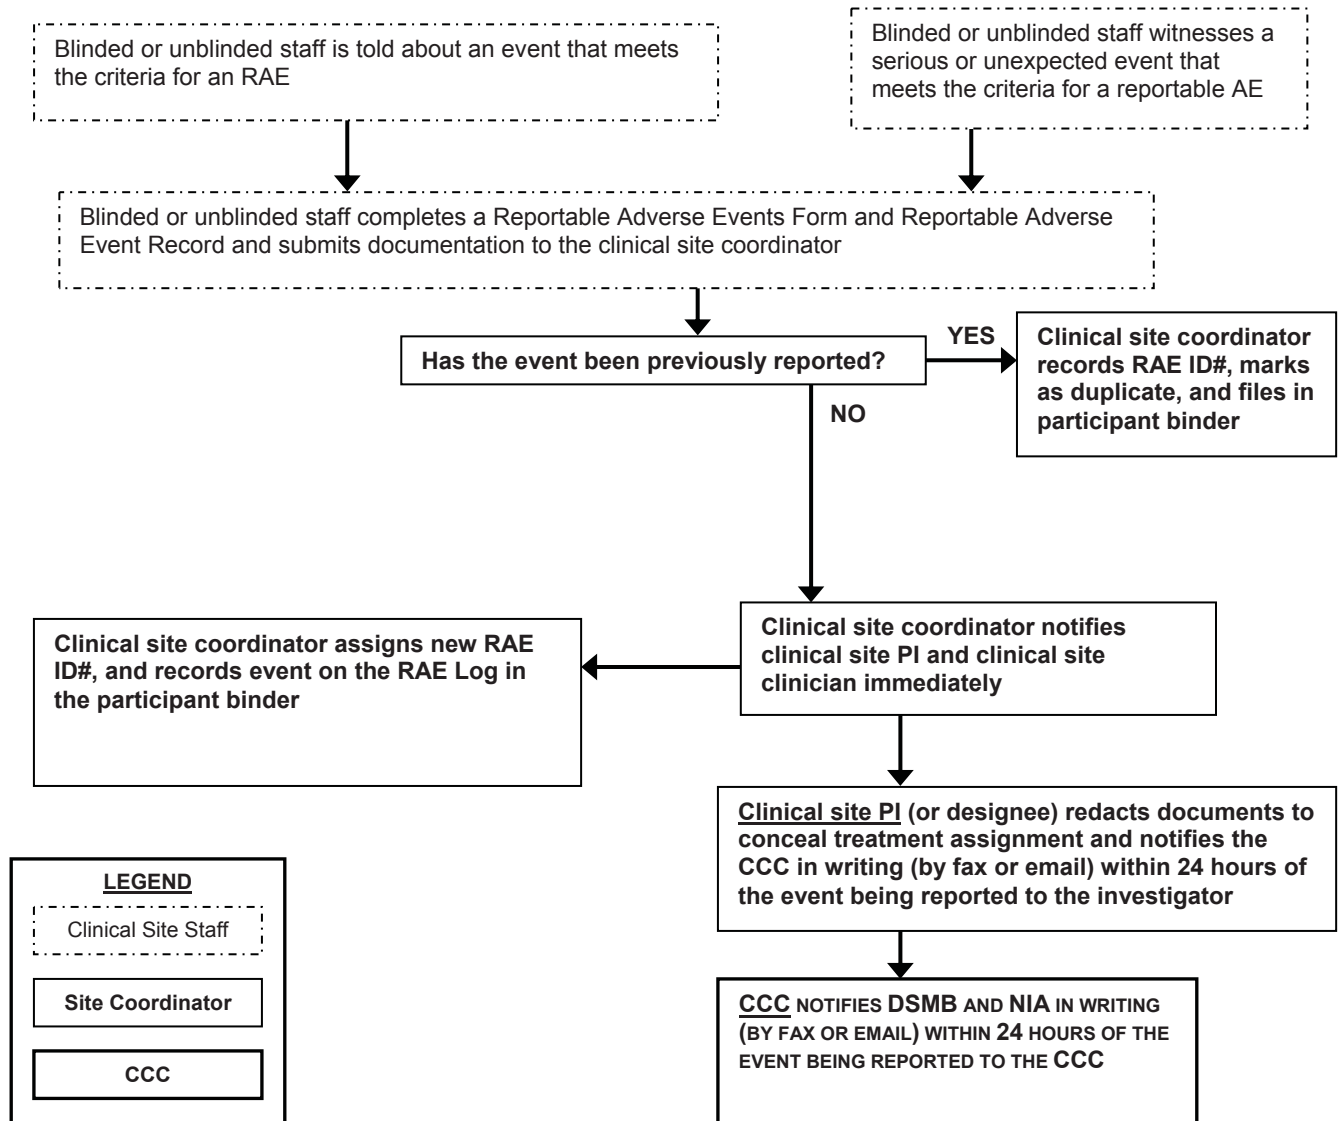 Blinded or unblinded staff is told about an event that meets
the criteria for an RAE
Blinded or unblinded staff witnesses a
serious or unexpected event that
meets the criteria for a reportable AE
Blinded or unblinded staff completes a Reportable Adverse Events Form and Reportable Adverse
Event Record and submits documentation to the clinical site coordinator
Has the event been previously reported?
YES
Clinical site coordinator
records RAE ID#, marks
as duplicate, and files in
participant binder
NO
Clinical site coordinator notifies
clinical site PI and clinical site
clinician immediately
Clinical site coordinator assigns new RAE
ID#, and records event on the RAE Log in
the participant binder
Clinical site PI (or designee) redacts documents to
conceal treatment assignment and notifies the
CCC in writing (by fax or email) within 24 hours of
the event being reported to the investigator
CCC NOTIFIES DSMB AND NIA IN WRITING
(BY FAX OR EMAIL) WITHIN 24 HOURS OF THE
EVENT BEING REPORTED TO THE CCC
LEGEND
Clinical Site Staff
Site Coordinator
CCC